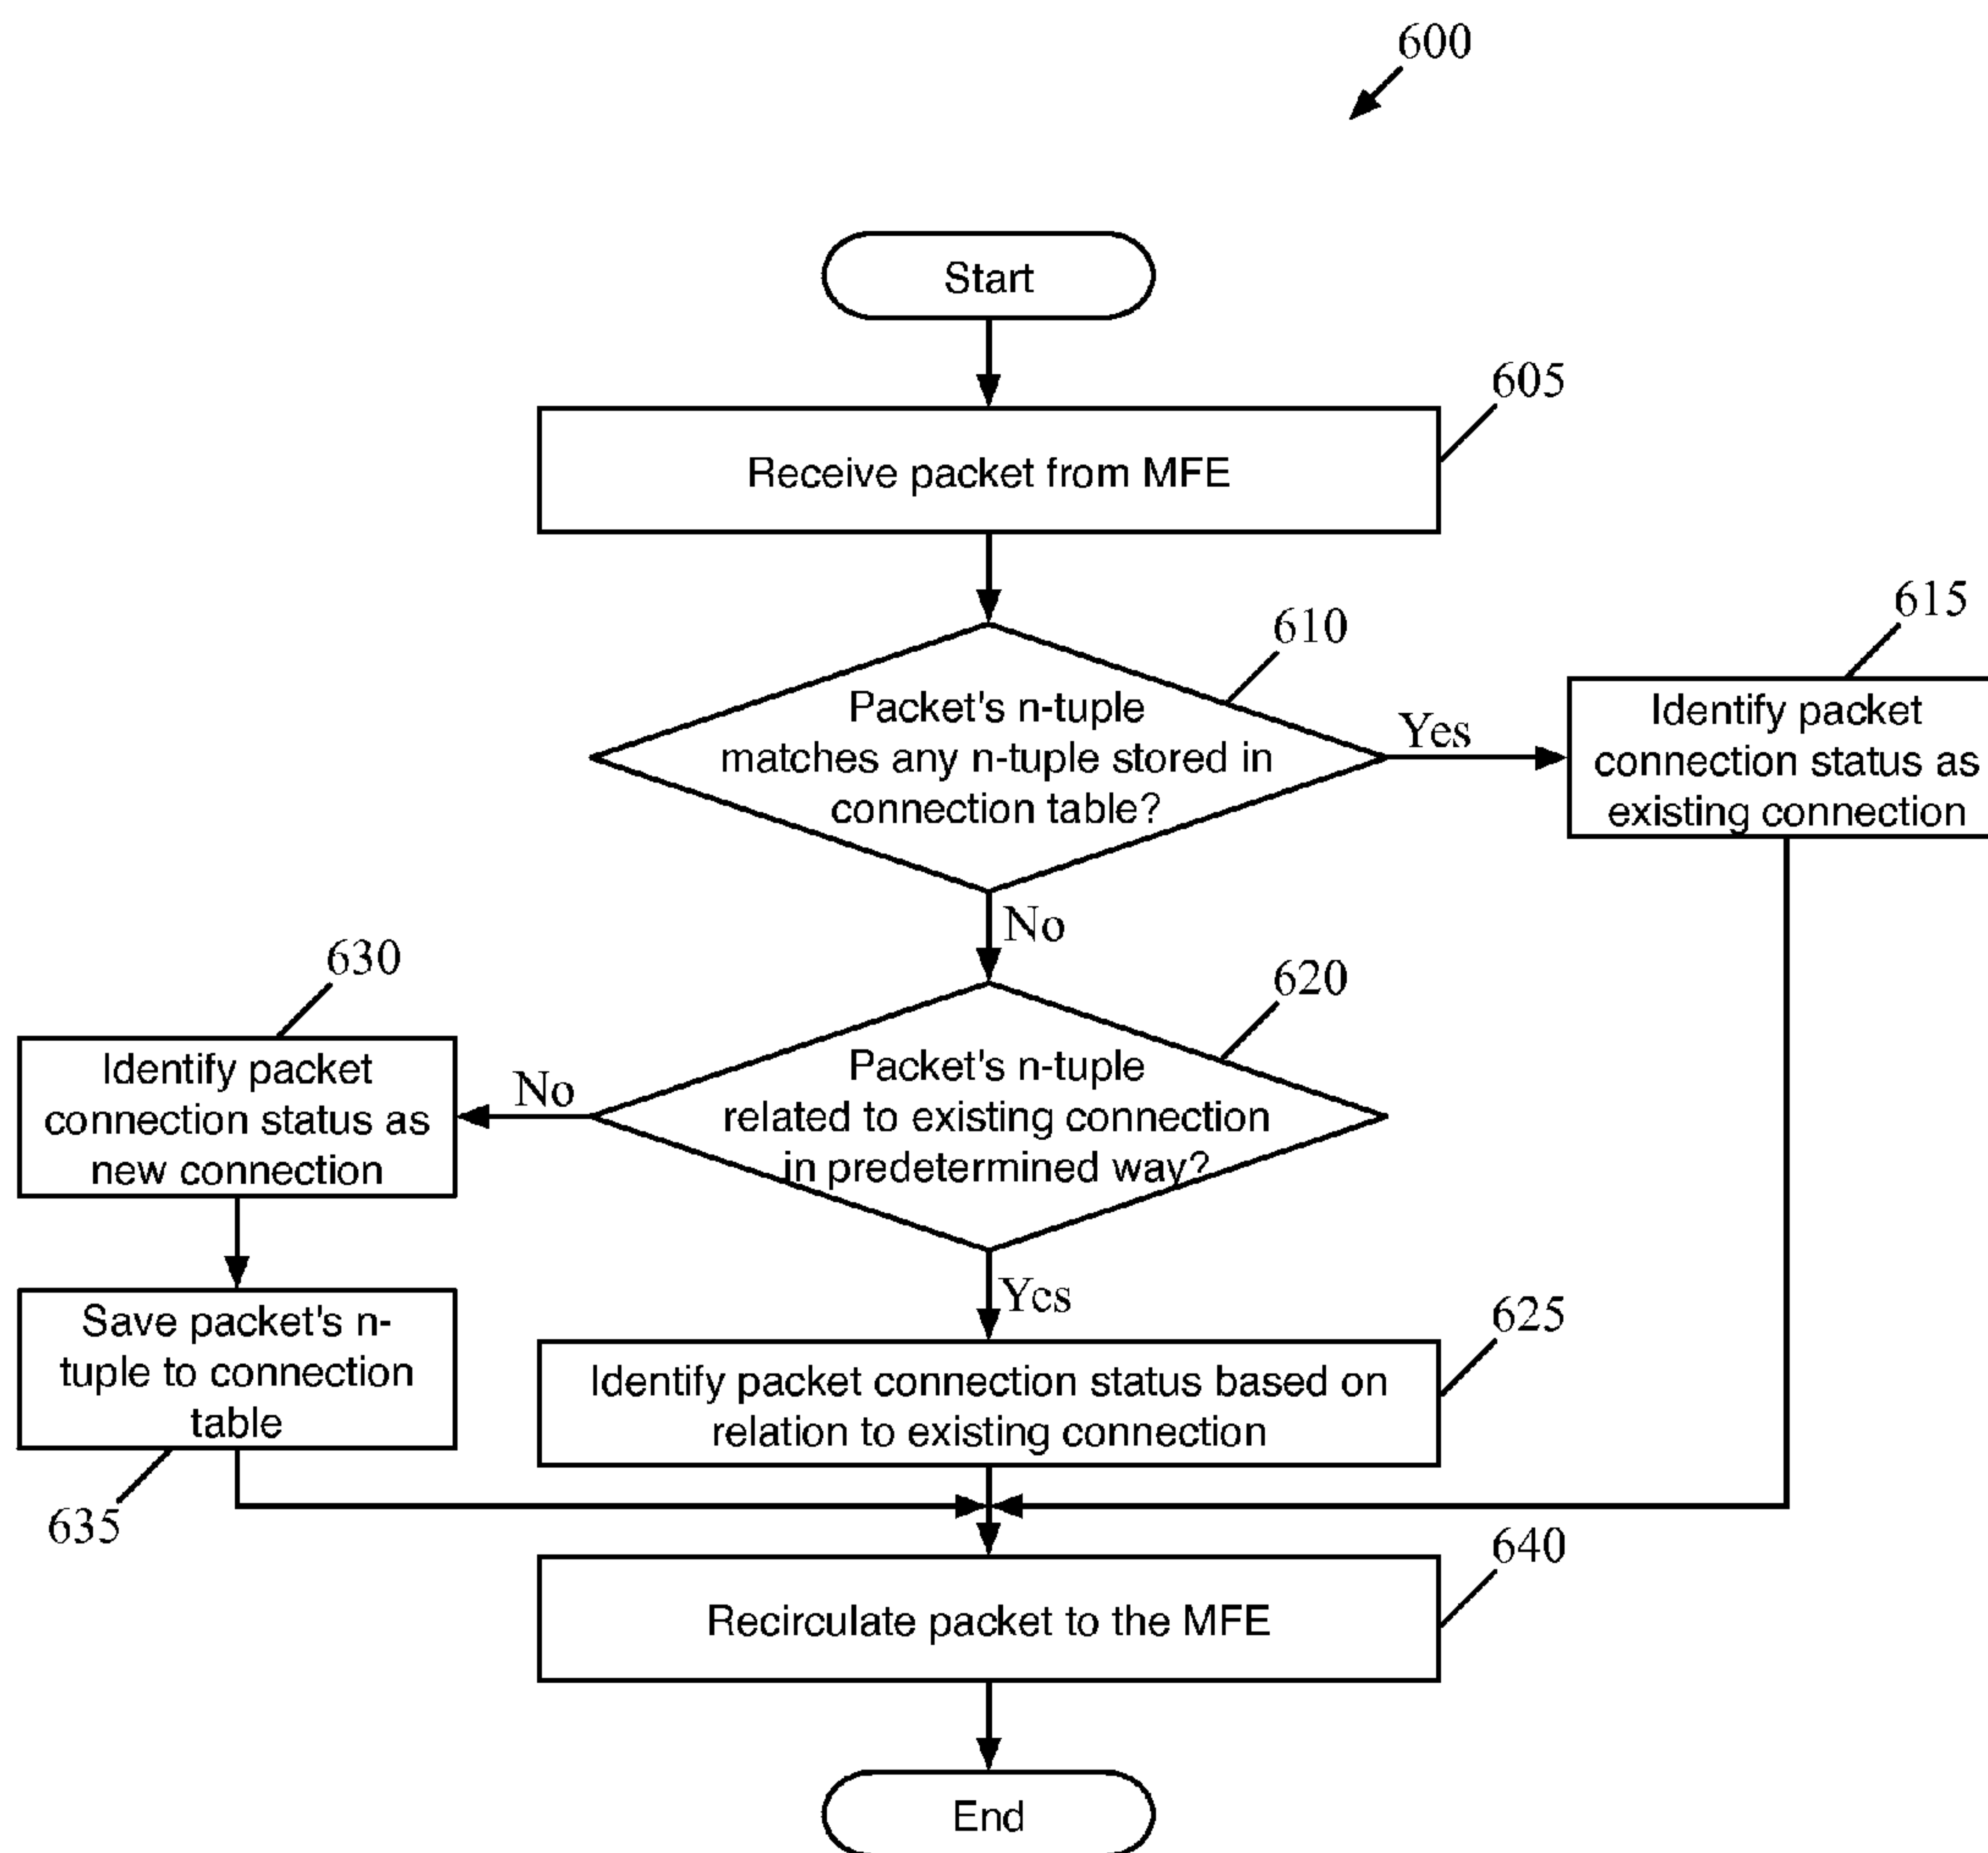 600
Start
605
Receive packet from MFE
610
Packet's n-tuple
matches any n-tuple stored in
connection table?
Yes
615
Identify packet
connection status as
existing connection
No
620
Packet's n-tuple
related to existing connection
in predetermined way?
No
630
Identify packet
connection status as
new connection
Save packet's n-
tuple to connection
table
635
Yes
625
Identify packet connection status based on
relation to existing connection
640
Recirculate packet to the MFE
End